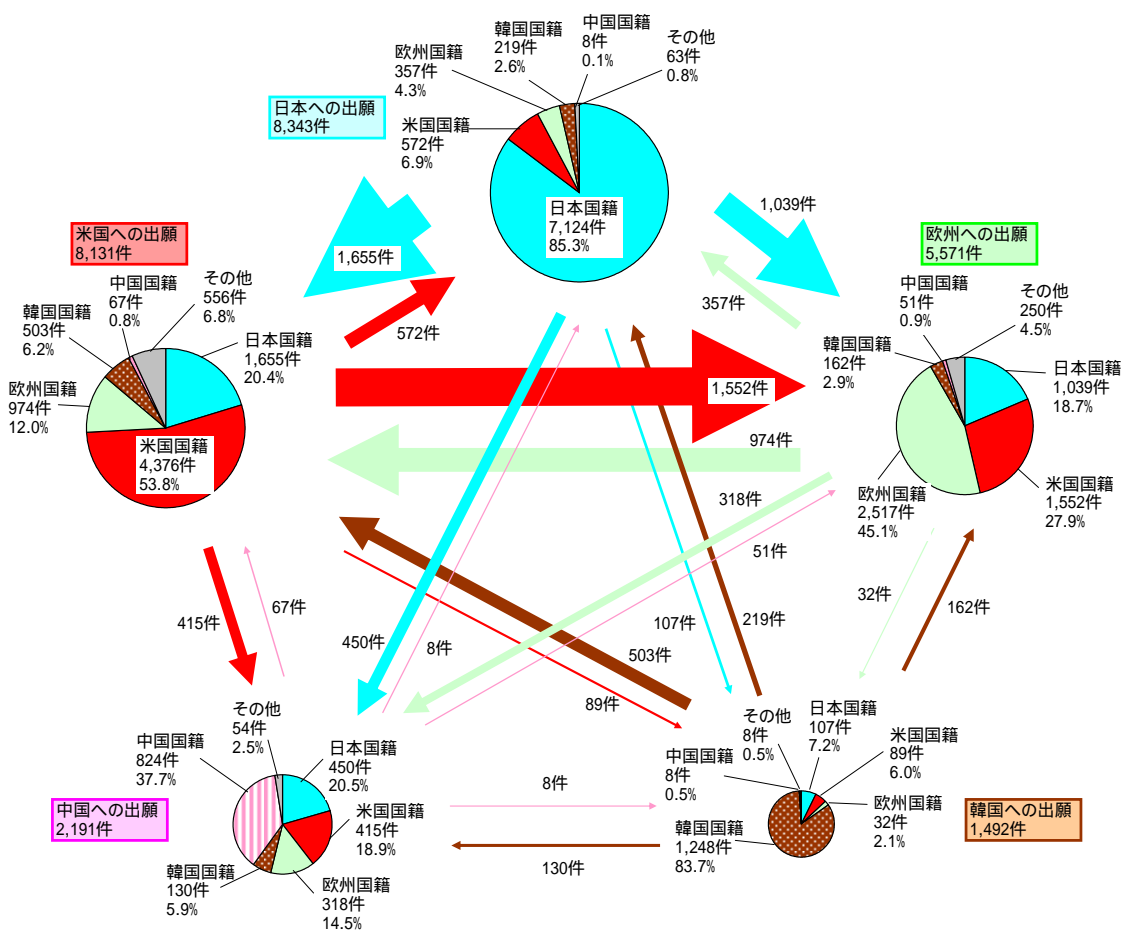 日本への出願
8,343件
欧州国籍
357件
4.3%
韓国国籍
219件
2.6%
中国国籍
8件
0.1%
その他
63件
0.8%
米国国籍
572件
6.9%
日本国籍
7,124件
85.3%
米国への出願
8,131件
中国国籍
67件
0.8%
その他
556件
6.8%
韓国国籍
503件
6.2%
日本国籍
1,655件
20.4%
欧州国籍
974件
12.0%
米国国籍
4,376件
53.8%
欧州への出願
5,571件
中国国籍
51件
0.9%
その他
250件
4.5%
韓国国籍
162件
2.9%
日本国籍
1,039件
18.7%
欧州国籍
2,517件
45.1%
米国国籍
1,552件
27.9%
1,655件
1,039件
572件
357件
1,552件
974件
318件
51件
415件
67件
450件
8件
107件
219件
503件
89件
32件
162件
8件
130件
中国への出願
2,191件
その他
54件
2.5%
中国国籍
824件
37.7%
日本国籍
450件
20.5%
米国国籍
415件
18.9%
韓国国籍
130件
5.9%
欧州国籍
318件
14.5%
韓国への出願
1,492件
その他
8件
0.5%
日本国籍
107件
7.2%
中国国籍
8件
0.5%
米国国籍
89件
6.0%
欧州国籍
32件
2.1%
韓国国籍
1,248件
83.7%